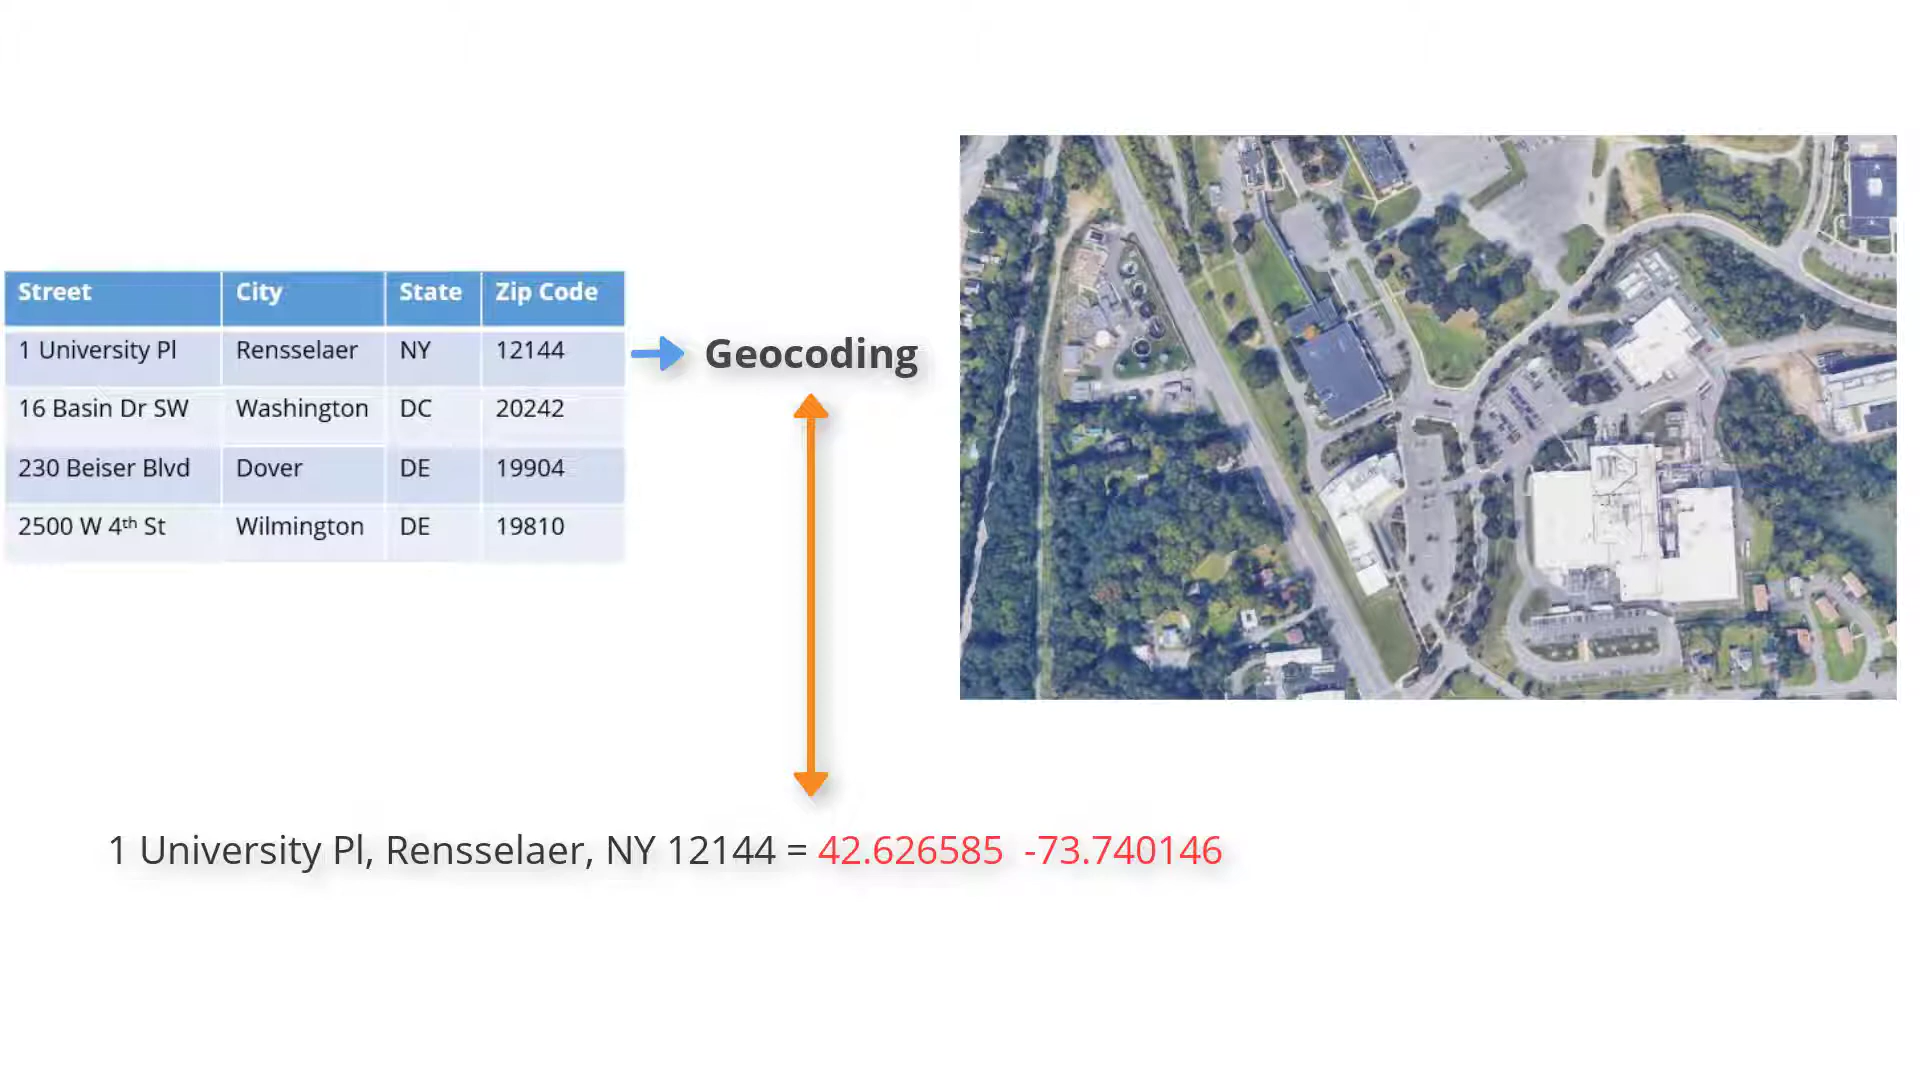 Street City State Zip Code
1 University Pl Rensselaer NY 12144
16 Basin Dr SW Washington DC 20242
230 Beiser Blvd Dover DE 19904
2500 W 4th St Wilmington DE 19810
Geocoding
1 University Pl, Rensselaer, NY 12144 = 42.626585 -73.740146